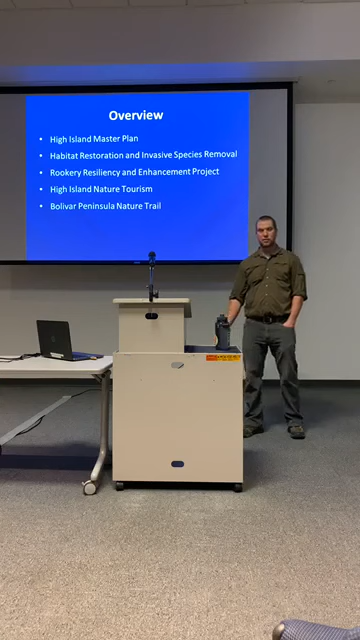 Overview
• High Island Master Plan
• Habitat Restoration and Invasive Species Removal
• Rookery Resiliency and Enhancement Project
• High Island Nature Tourism
• Bolivar Peninsula Nature Trail